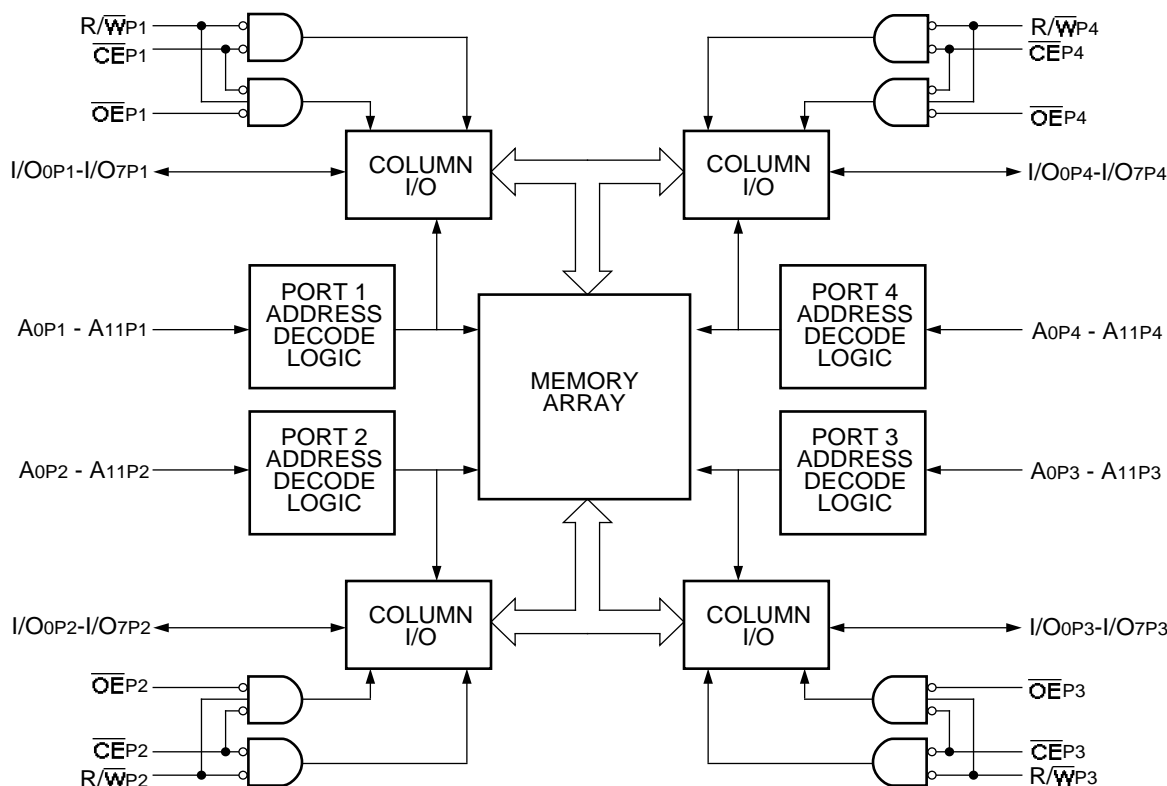 R/W̅P1
C̅E̅P1
O̅E̅P1
I/O0P1-I/O7P1
COLUMN
I/O
A0P1 - A11P1
PORT 1
ADDRESS
DECODE
LOGIC
R/W̅P4
C̅E̅P4
O̅E̅P4
COLUMN
I/O
I/O0P4-I/O7P4
PORT 4
ADDRESS
DECODE
LOGIC
A0P4 - A11P4
MEMORY
ARRAY
A0P2 - A11P2
PORT 2
ADDRESS
DECODE
LOGIC
PORT 3
ADDRESS
DECODE
LOGIC
A0P3 - A11P3
I/O0P2-I/O7P2
COLUMN
I/O
O̅E̅P2
C̅E̅P2
R/W̅P2
COLUMN
I/O
I/O0P3-I/O7P3
O̅E̅P3
C̅E̅P3
R/W̅P3